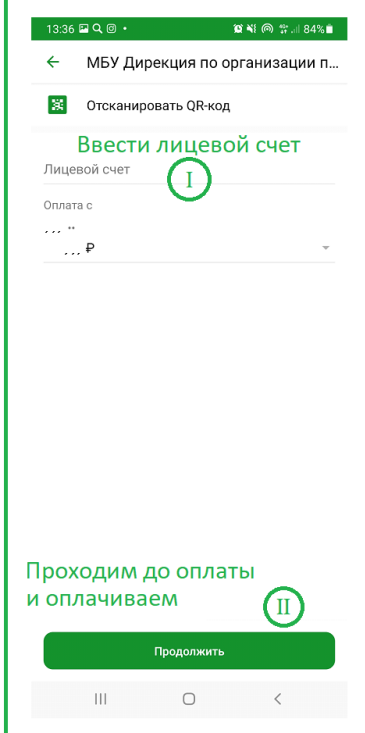 13:36 84%
МБУ Дирекция по организации п...
Отсканировать QR-код
Ввести лицевой счет
Лицевой счет
I
Оплата с
₽
Проходим до оплаты
и оплачиваем
II
Продолжить